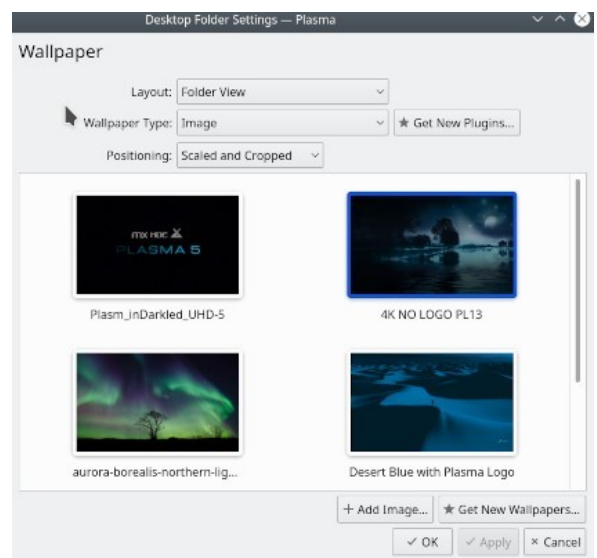 Desktop Folder Settings — Plasma
Wallpaper
Layout: Folder View
Wallpaper Type: Image ★ Get New Plugins...
Positioning: Scaled and Cropped
PLASMA 5
Plasm_inDarkled_UHD-5 4K NO LOGO PL13
aurora-borealis-northern-lig... Desert Blue with Plasma Logo
+ Add Image... ★ Get New Wallpapers...
✓ OK ✓ Apply × Cancel